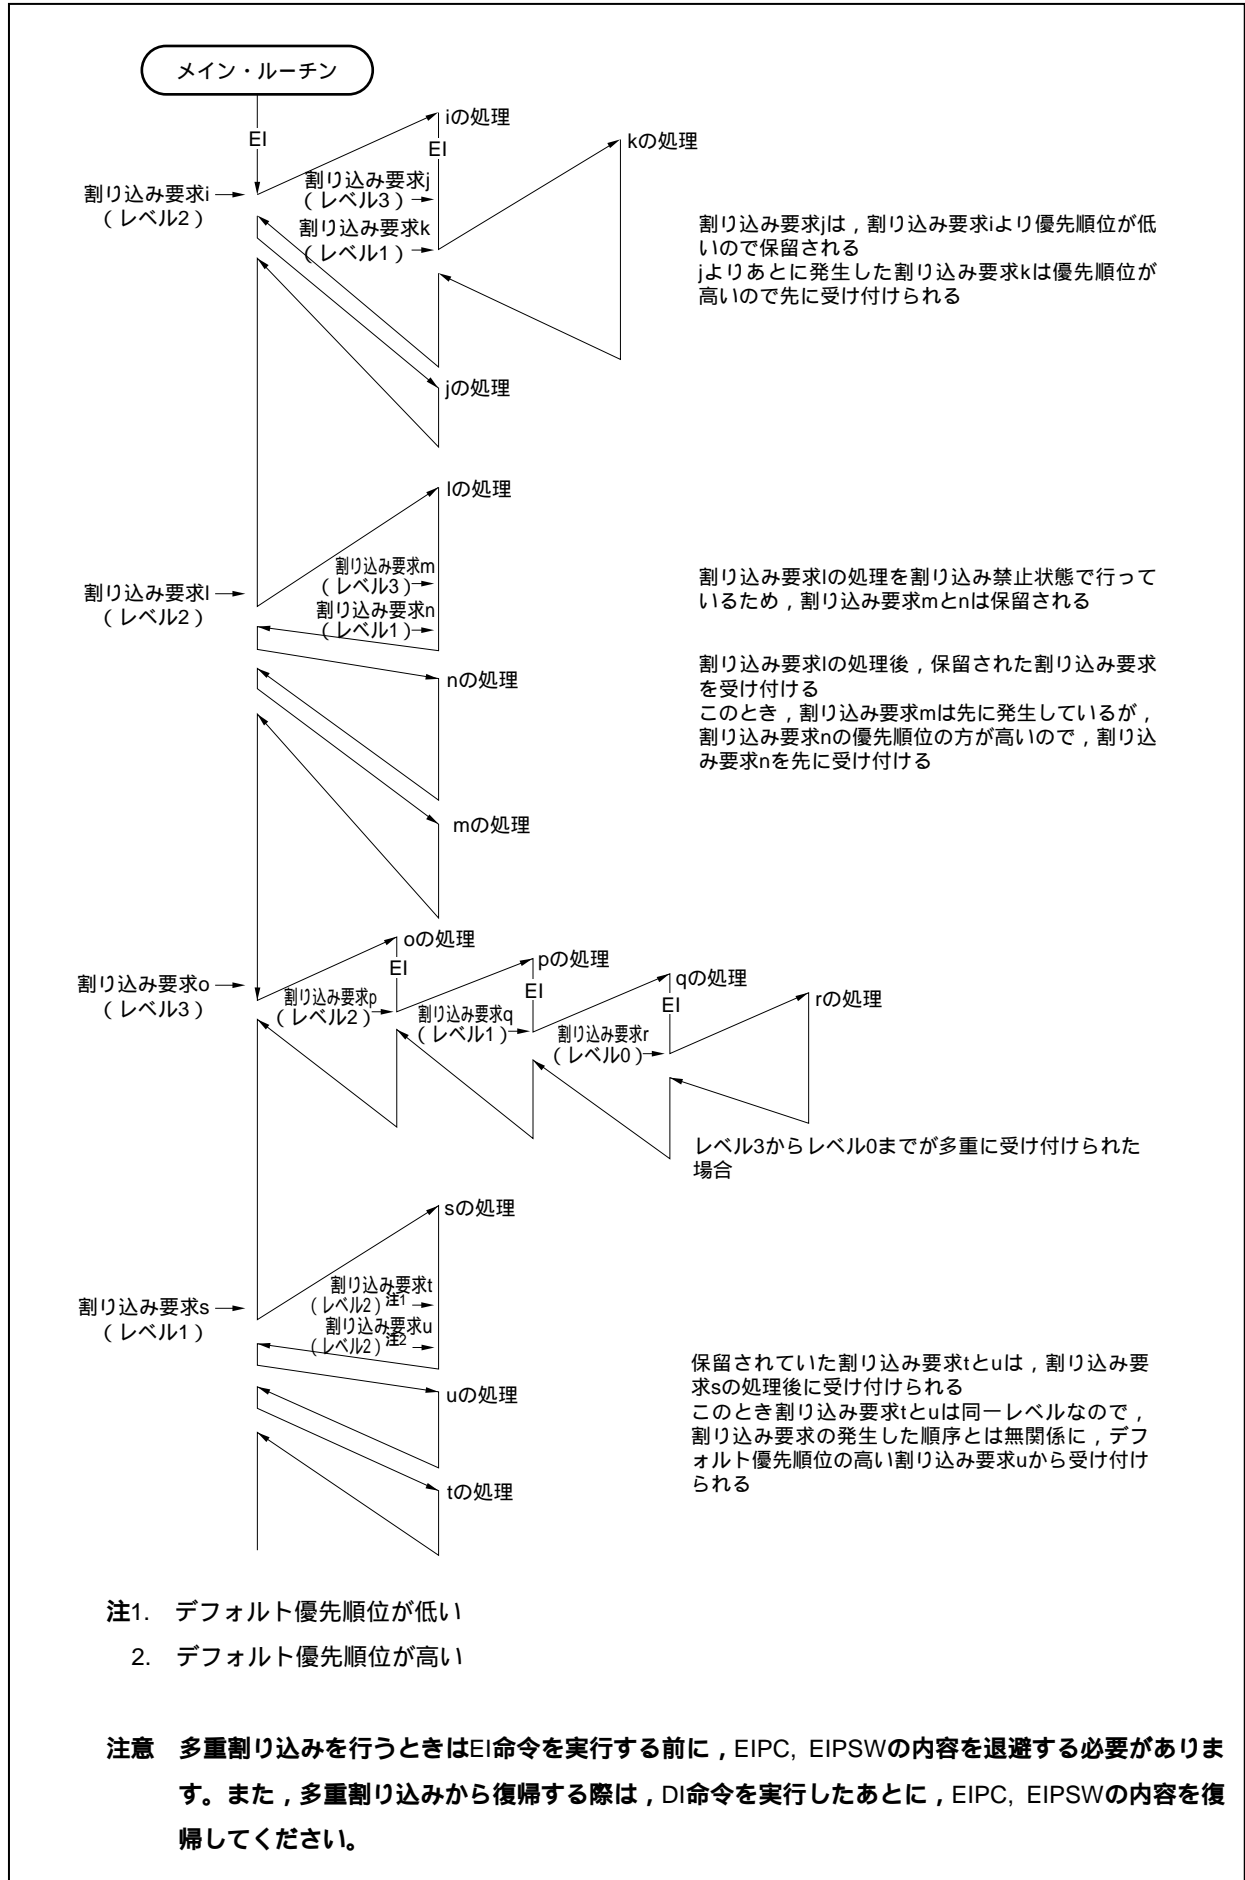 メイン・ルーチン
EI
iの処理
EI
kの処理
割り込み要求i
（レベル2）
割り込み要求j
（レベル3）
割り込み要求k
（レベル1）
割り込み要求jは，割り込み要求iより優先順位が低
いので保留される
jよりあとに発生した割り込み要求kは優先順位が
高いので先に受け付けられる
jの処理
lの処理
割り込み要求l
（レベル2）
割り込み要求m
（レベル3）
割り込み要求n
（レベル1）
割り込み要求lの処理を割り込み禁止状態で行って
いるため，割り込み要求mとnは保留される
nの処理
割り込み要求lの処理後，保留された割り込み要求
を受け付ける
このとき，割り込み要求mは先に発生しているが，
割り込み要求nの優先順位の方が高いので，割り込
み要求nを先に受け付ける
mの処理
oの処理
EI
pの処理
EI
qの処理
EI
rの処理
割り込み要求o
（レベル3）
割り込み要求p
（レベル2）
割り込み要求q
（レベル1）
割り込み要求r
（レベル0）
レベル3からレベル0までが多重に受け付けられた
場合
sの処理
割り込み要求s
（レベル1）
割り込み要求t
（レベル2）注1
割り込み要求u
（レベル2）注2
保留されていた割り込み要求tとuは，割り込み要
求sの処理後に受け付けられる
このとき割り込み要求tとuは同一レベルなので，
割り込み要求の発生した順序とは無関係に，デフ
ォルト優先順位の高い割り込み要求uから受け付け
られる
uの処理
tの処理
注1. デフォルト優先順位が低い
2. デフォルト優先順位が高い
注意 多重割り込みを行うときはEI命令を実行する前に，EIPC, EIPSWの内容を退避する必要がありま
す。また，多重割り込みから復帰する際は，DI命令を実行したあとに，EIPC, EIPSWの内容を復
帰してください。